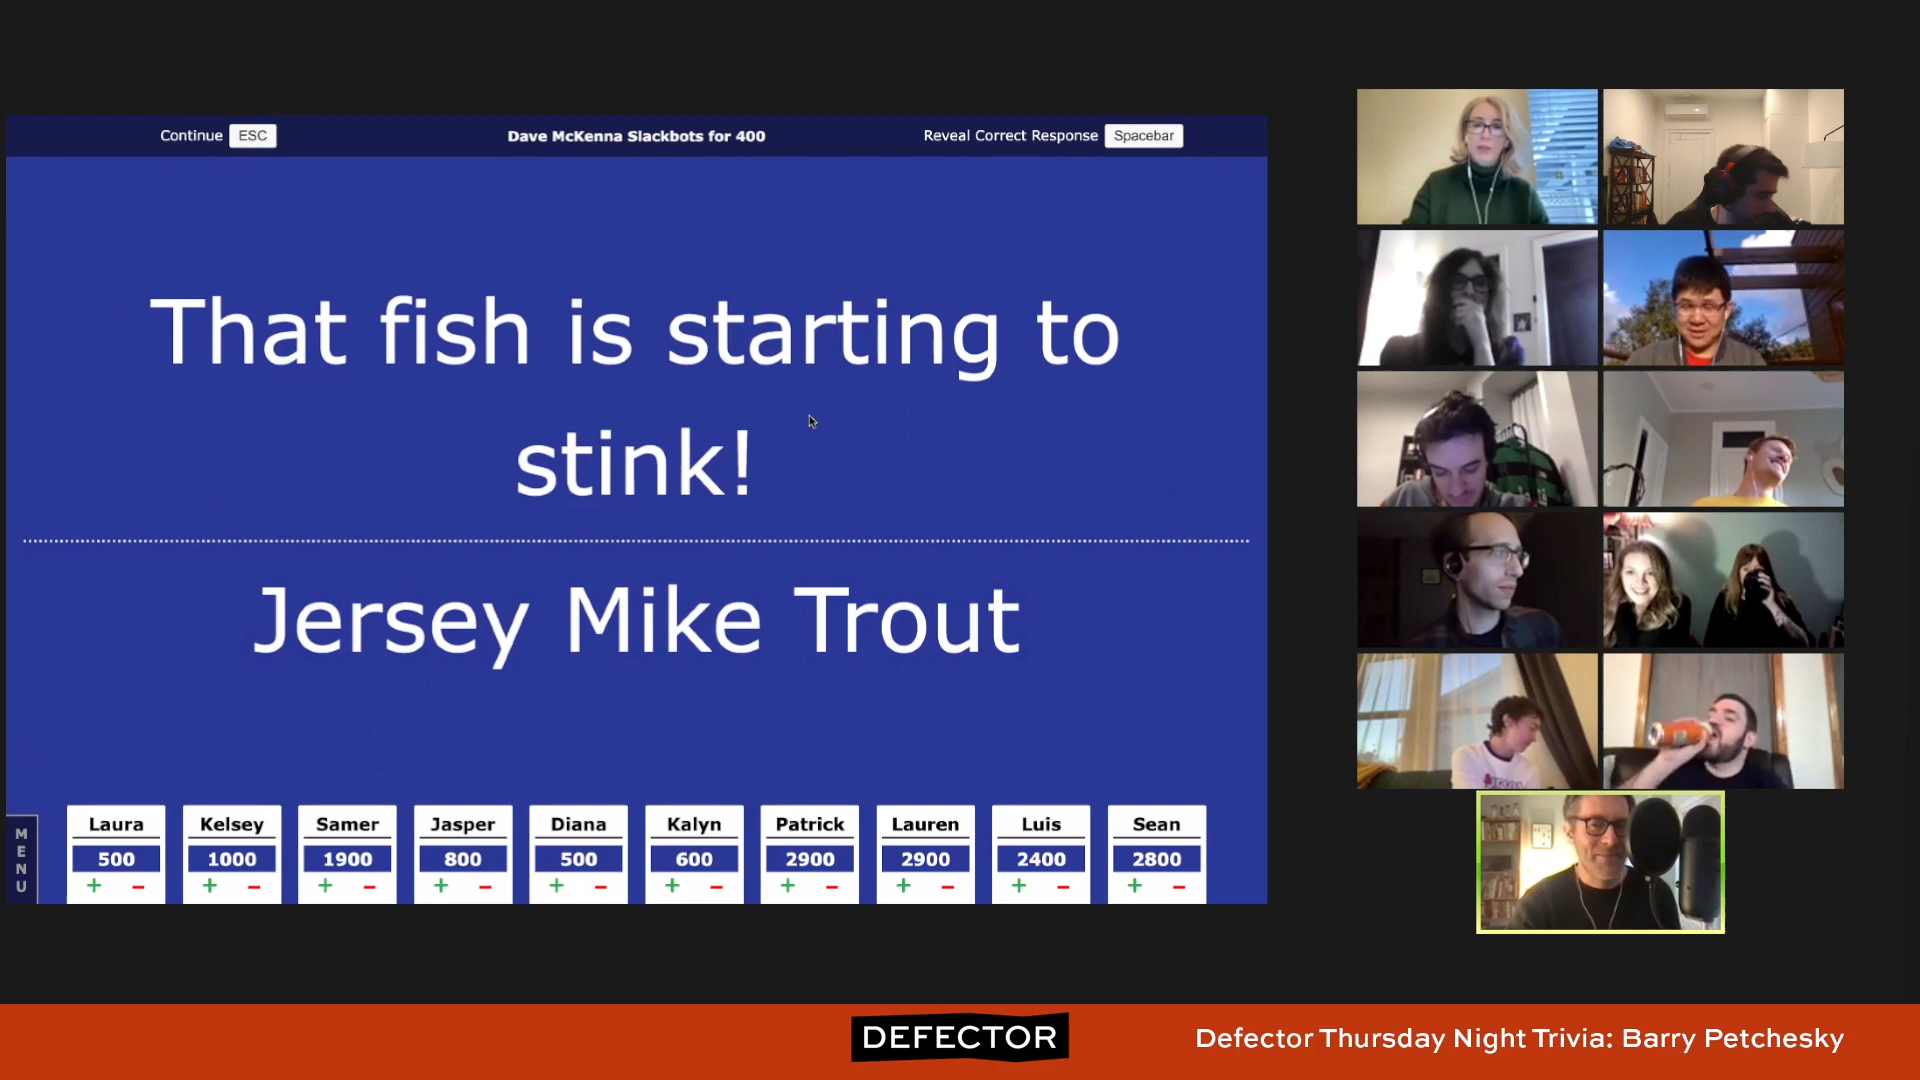 Continue ESC Dave McKenna Slackbots for 400 Reveal Correct Response Spacebar
That fish is starting to
stink!
Jersey Mike Trout
MENU
Laura Kelsey Samer Jasper Diana Kalyn Patrick Lauren Luis Sean
500 1000 1900 800 500 600 2900 2900 2400 2800
+ − + − + − + − + − + − + − + − + − + −
DEFECTOR
Defector Thursday Night Trivia: Barry Petchesky